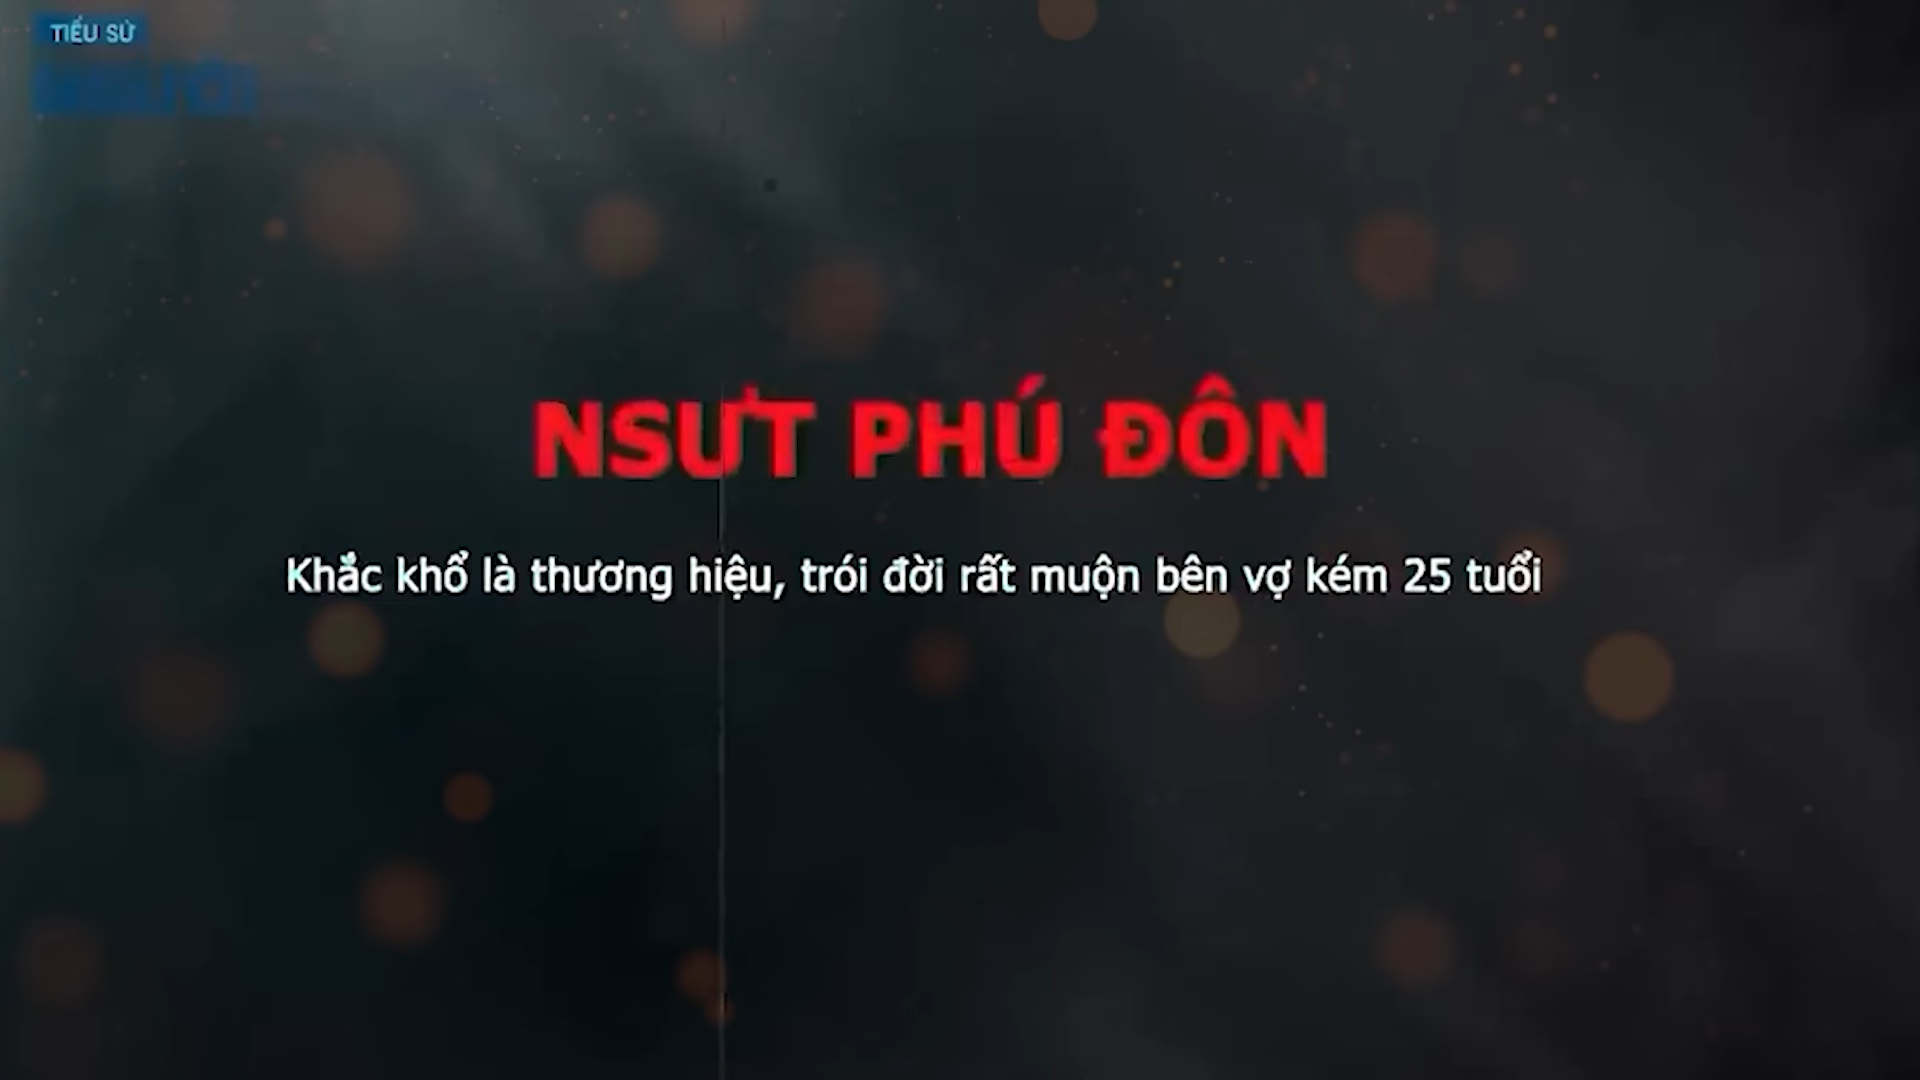 TIỂU SỬ
NSƯT PHÚ ĐÔN
Khắc khổ là thương hiệu, trói đời rất muộn bên vợ kém 25 tuổi